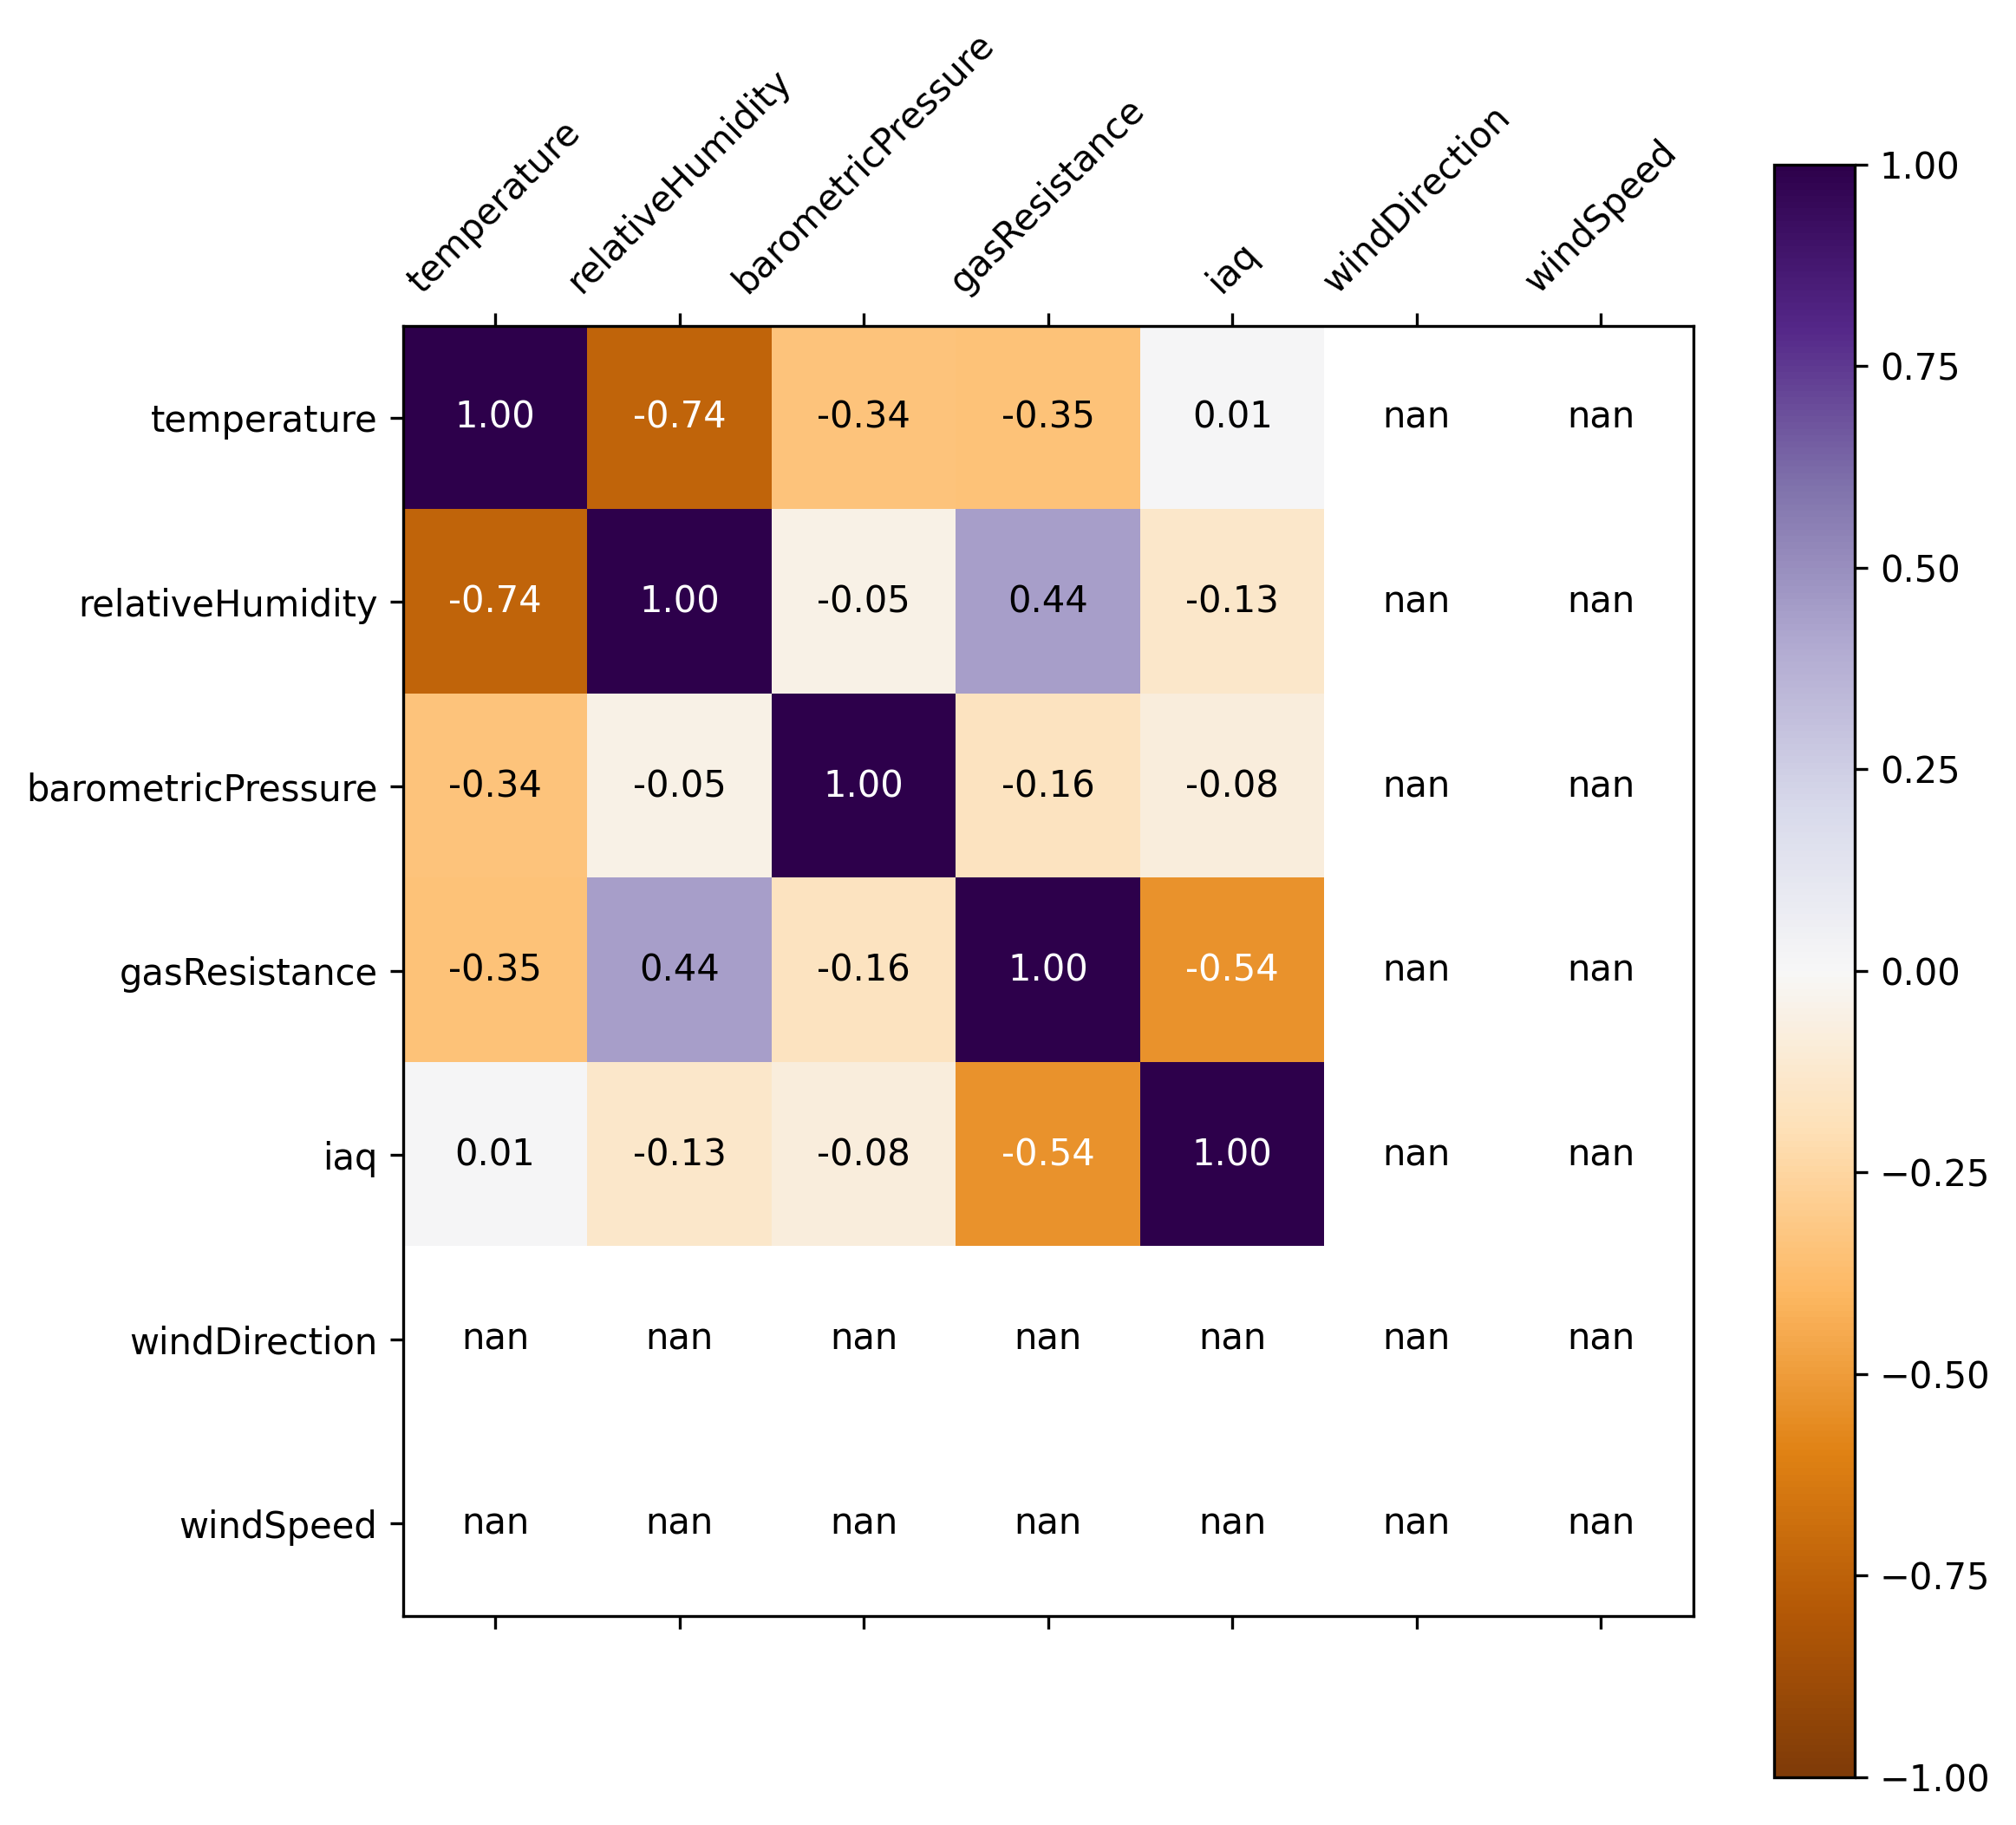 temperature
relativeHumidity
barometricPressure
gasResistance
iaq
windDirection
windSpeed
temperature 1.00 -0.74 -0.34 -0.35 0.01 nan nan
relativeHumidity -0.74 1.00 -0.05 0.44 -0.13 nan nan
barometricPressure -0.34 -0.05 1.00 -0.16 -0.08 nan nan
gasResistance -0.35 0.44 -0.16 1.00 -0.54 nan nan
iaq 0.01 -0.13 -0.08 -0.54 1.00 nan nan
windDirection nan nan nan nan nan nan nan
windSpeed nan nan nan nan nan nan nan
1.00
0.75
0.50
0.25
0.00
−0.25
−0.50
−0.75
−1.00